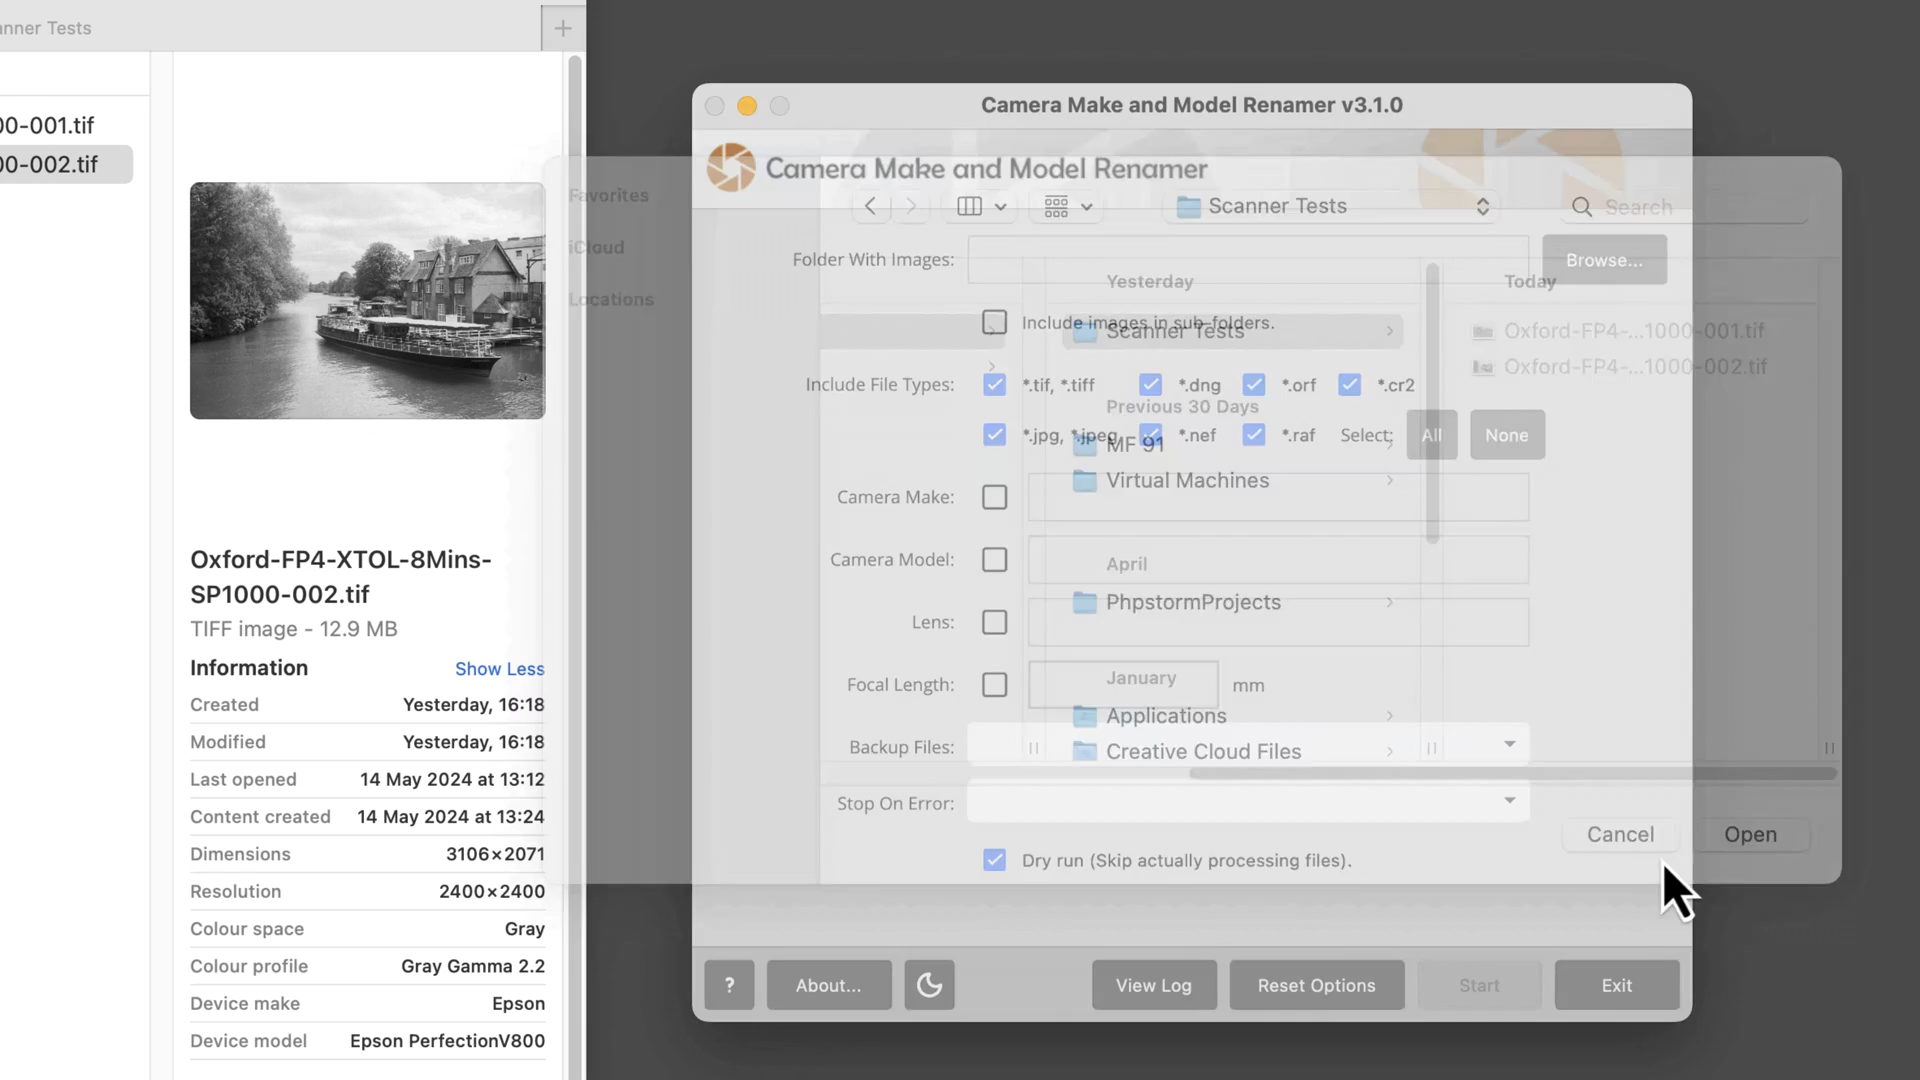 nner Tests
00-001.tif
00-002.tif
Oxford-FP4-XTOL-8Mins-
SP1000-002.tif
TIFF image - 12.9 MB
Information Show Less
Created Yesterday, 16:18
Modified Yesterday, 16:18
Last opened 14 May 2024 at 13:12
Content created 14 May 2024 at 13:24
Dimensions 3106×2071
Resolution 2400×2400
Colour space Gray
Colour profile Gray Gamma 2.2
Device make Epson
Device model Epson PerfectionV800
Camera Make and Model Renamer v3.1.0
Camera Make and Model Renamer
Favorites
iCloud
Locations
Scanner Tests
Search
Folder With Images:
Browse...
Yesterday
Today
Include images in sub-folders.
Scanner Tests
Oxford-FP4-...1000-001.tif
Oxford-FP4-...1000-002.tif
Include File Types: *.tif, *.tiff *.dng *.orf *.cr2
Previous 30 Days
*.jpg, *.jpeg *.nef *.raf Select: All None
MF 91
Virtual Machines
Camera Make:
Camera Model:
April
PhpstormProjects
Lens:
Focal Length: mm
January
Applications
Backup Files:
Creative Cloud Files
Stop On Error:
Cancel Open
Dry run (Skip actually processing files).
? About... View Log Reset Options Start Exit